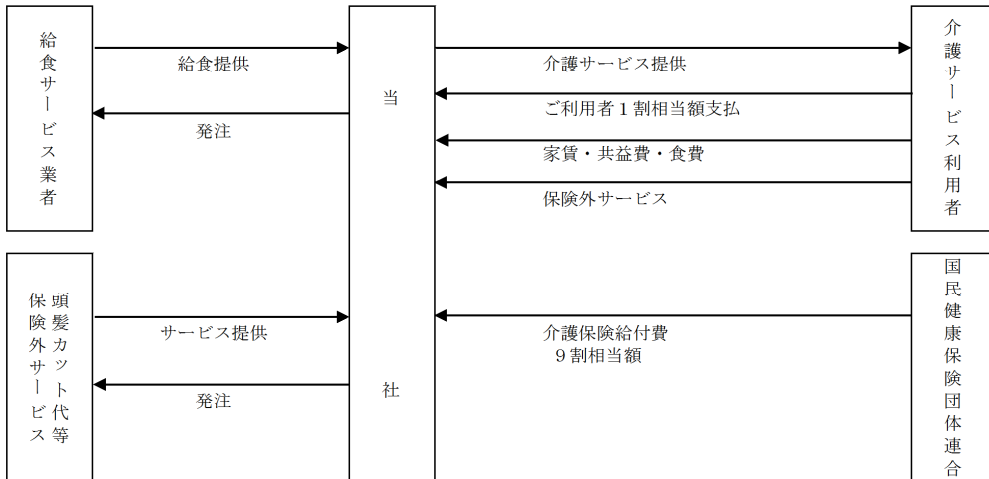 給食サービス業者
給食提供
発注
当社
介護サービス提供
ご利用者１割相当額支払
家賃・共益費・食費
保険外サービス
介護サービス利用者
頭髪カット代等
保険外サービス
サービス提供
発注
介護保険給付費
９割相当額
国民健康保険団体連合